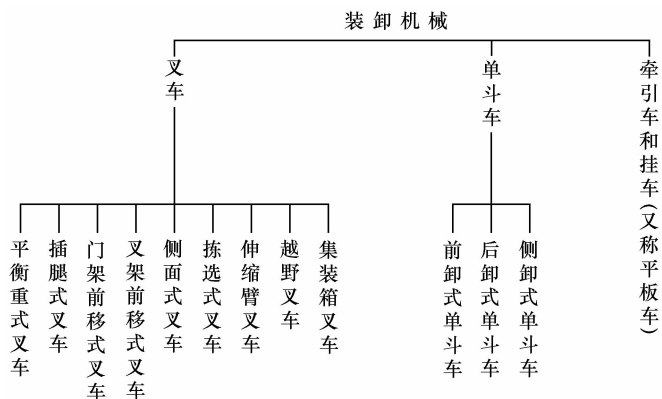 装卸机械
叉车
单斗车
牵引车和挂车(又称平板车)
平衡重式叉车
插腿式叉车
门架前移式叉车
叉架前移式叉车
侧面式叉车
拣选式叉车
伸缩臂叉车
越野叉车
集装箱叉车
前卸式单斗车
后卸式单斗车
侧卸式单斗车